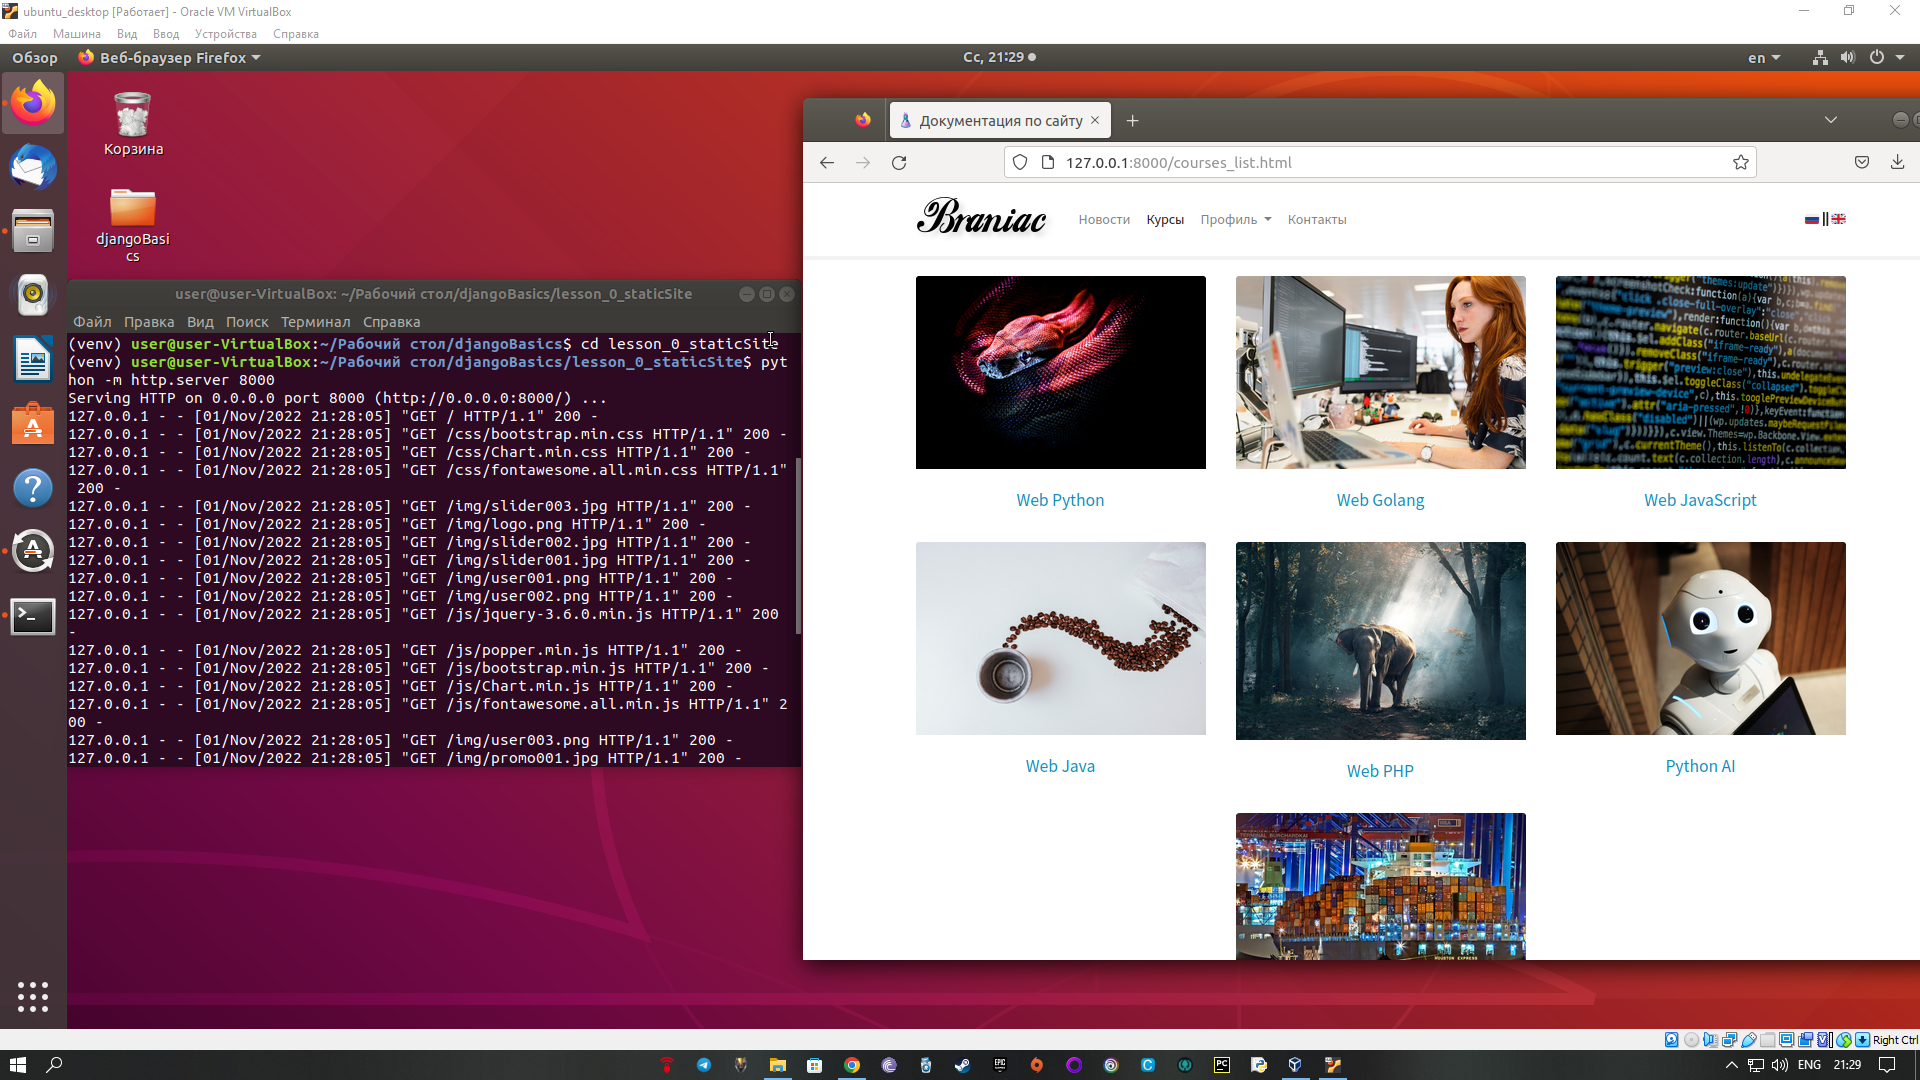 ubuntu_desktop [Работает] - Oracle VM VirtualBox
Файл Машина Вид Ввод Устройства Справка
Обзор Веб-браузер Firefox Сс, 21:29 en
Корзина
djangoBasi
cs
user@user-VirtualBox: ~/Рабочий стол/djangoBasics/lesson_0_staticSite
Файл Правка Вид Поиск Терминал Справка
(venv) user@user-VirtualBox:~/Рабочий стол/djangoBasics$ cd lesson_0_staticSite
(venv) user@user-VirtualBox:~/Рабочий стол/djangoBasics/lesson_0_staticSite$ pyt
hon -m http.server 8000
Serving HTTP on 0.0.0.0 port 8000 (http://0.0.0.0:8000/) ...
127.0.0.1 - - [01/Nov/2022 21:28:05] "GET / HTTP/1.1" 200 -
127.0.0.1 - - [01/Nov/2022 21:28:05] "GET /css/bootstrap.min.css HTTP/1.1" 200 -
127.0.0.1 - - [01/Nov/2022 21:28:05] "GET /css/Chart.min.css HTTP/1.1" 200 -
127.0.0.1 - - [01/Nov/2022 21:28:05] "GET /css/fontawesome.all.min.css HTTP/1.1"
200 -
127.0.0.1 - - [01/Nov/2022 21:28:05] "GET /img/slider003.jpg HTTP/1.1" 200 -
127.0.0.1 - - [01/Nov/2022 21:28:05] "GET /img/logo.png HTTP/1.1" 200 -
127.0.0.1 - - [01/Nov/2022 21:28:05] "GET /img/slider002.jpg HTTP/1.1" 200 -
127.0.0.1 - - [01/Nov/2022 21:28:05] "GET /img/slider001.jpg HTTP/1.1" 200 -
127.0.0.1 - - [01/Nov/2022 21:28:05] "GET /img/user001.png HTTP/1.1" 200 -
127.0.0.1 - - [01/Nov/2022 21:28:05] "GET /img/user002.png HTTP/1.1" 200 -
127.0.0.1 - - [01/Nov/2022 21:28:05] "GET /js/jquery-3.6.0.min.js HTTP/1.1" 200
-
127.0.0.1 - - [01/Nov/2022 21:28:05] "GET /js/popper.min.js HTTP/1.1" 200 -
127.0.0.1 - - [01/Nov/2022 21:28:05] "GET /js/bootstrap.min.js HTTP/1.1" 200 -
127.0.0.1 - - [01/Nov/2022 21:28:05] "GET /js/Chart.min.js HTTP/1.1" 200 -
127.0.0.1 - - [01/Nov/2022 21:28:05] "GET /js/fontawesome.all.min.js HTTP/1.1" 2
00 -
127.0.0.1 - - [01/Nov/2022 21:28:05] "GET /img/user003.png HTTP/1.1" 200 -
127.0.0.1 - - [01/Nov/2022 21:28:05] "GET /img/promo001.jpg HTTP/1.1" 200 -
Документация по сайту
127.0.0.1:8000/courses_list.html
Braniac Новости Курсы Профиль Контакты
Web Python
Web Golang
Web JavaScript
Web Java
Web PHP
Python AI
Right Ctrl
ENG 21:29